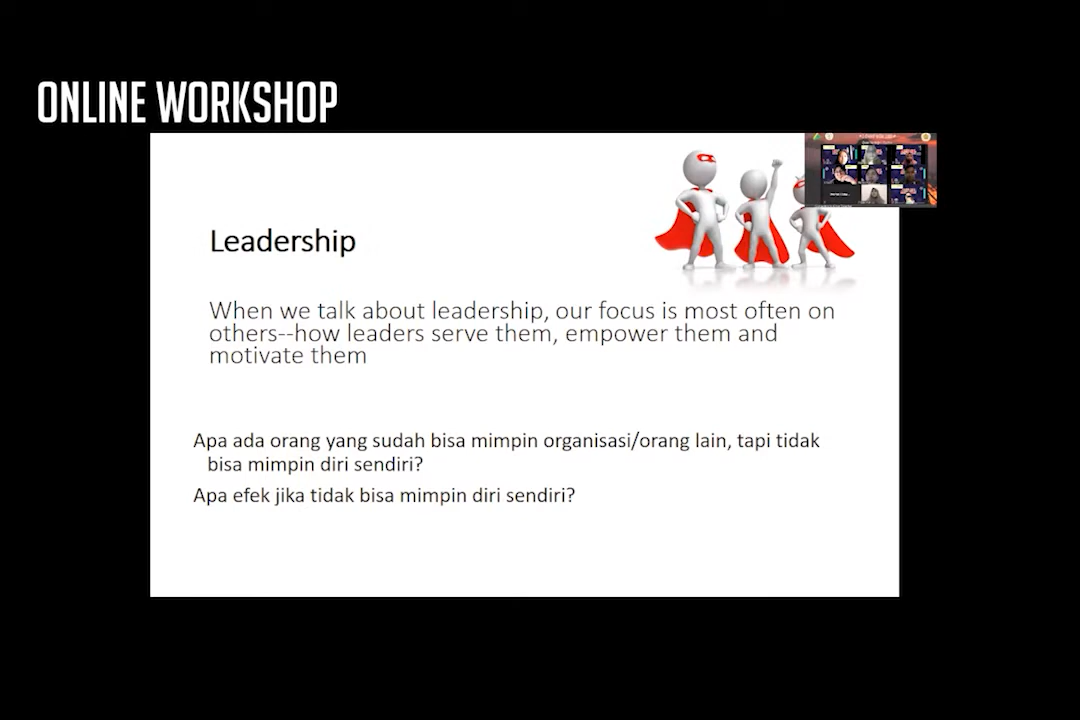 ONLINE WORKSHOP
Leadership
When we talk about leadership, our focus is most often on
others--how leaders serve them, empower them and
motivate them
Apa ada orang yang sudah bisa mimpin organisasi/orang lain, tapi tidak
bisa mimpin diri sendiri?
Apa efek jika tidak bisa mimpin diri sendiri?